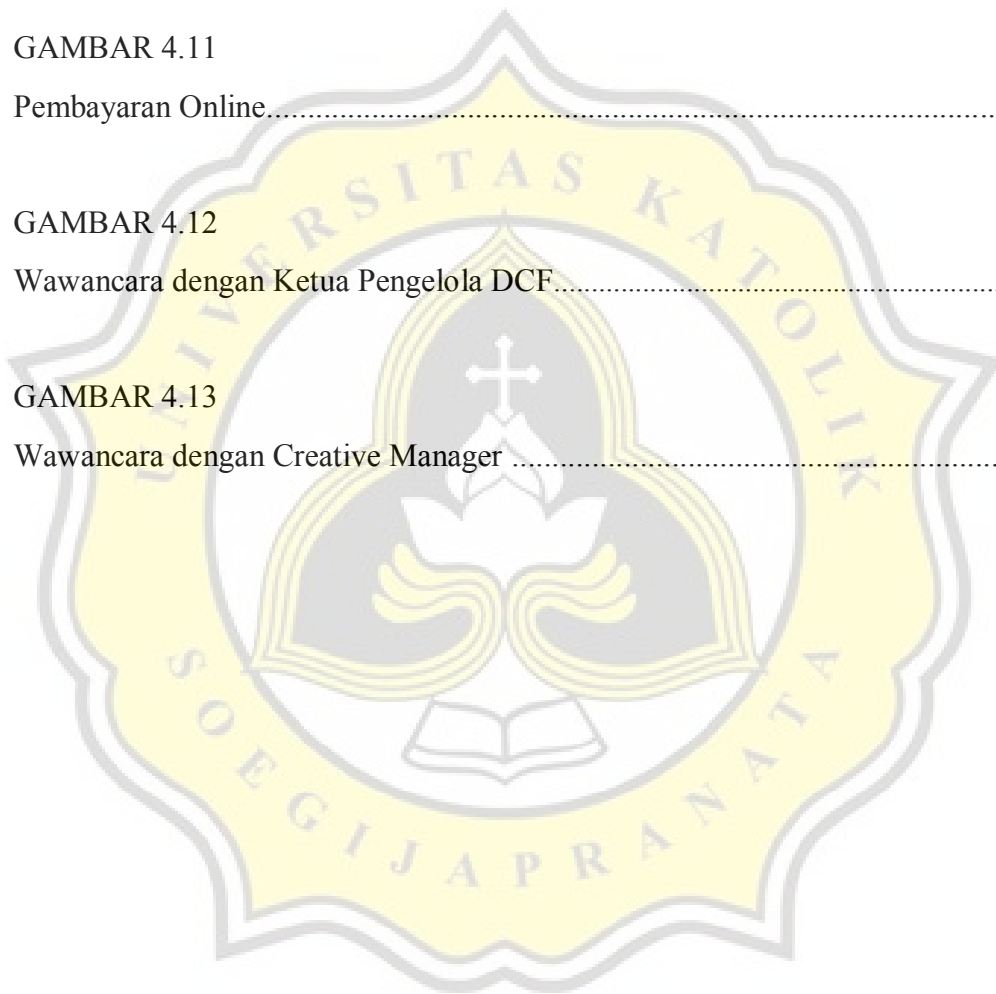 GAMBAR 4.11
Pembayaran Online....................................................................................
GAMBAR 4.12
Wawancara dengan Ketua Pengelola DCF....................................................
GAMBAR 4.13
Wawancara dengan Creative Manager .........................................................
UNIVERSITAS KATOLIK
SOEGIJAPRANATA